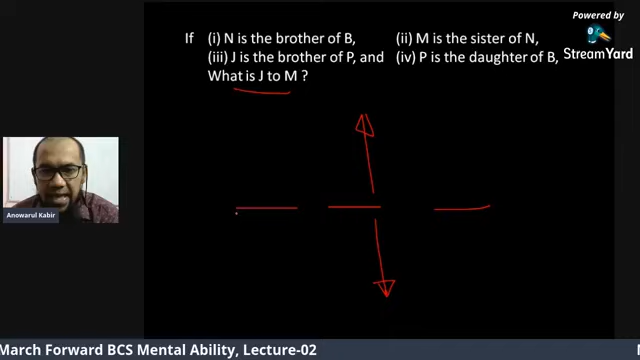 Powered by
StreamYard
If (i) N is the brother of B, (ii) M is the sister of N,
(iii) J is the brother of P, and (iv) P is the daughter of B,
What is J to M ?
Anowarul Kabir
March Forward BCS Mental Ability, Lecture-02